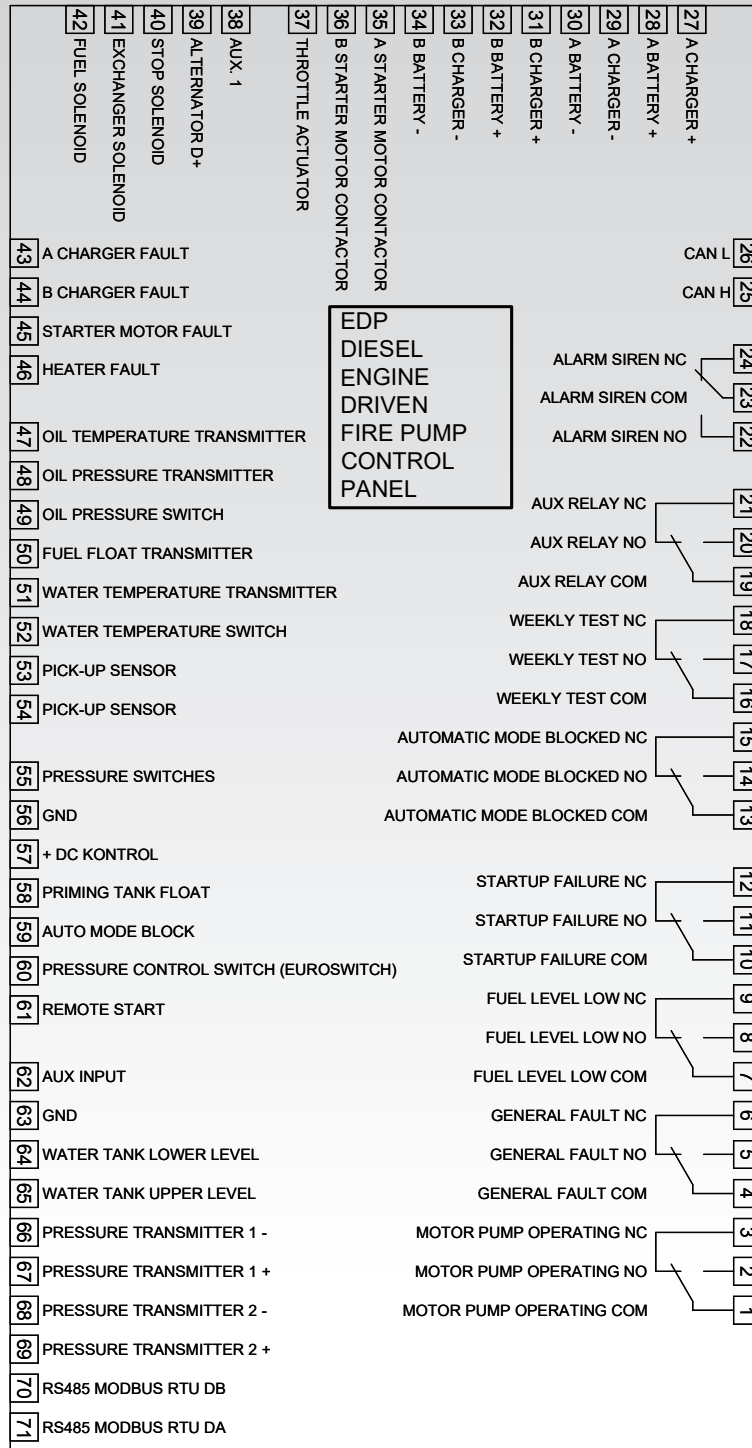 42 FUEL SOLENOID
41 EXCHANGER SOLENOID
40 STOP SOLENOID
39 ALTERNATOR D+
38 AUX. 1
37 THROTTLE ACTUATOR
36 B STARTER MOTOR CONTACTOR
35 A STARTER MOTOR CONTACTOR
34 B BATTERY -
33 B CHARGER -
32 B BATTERY +
31 B CHARGER +
30 A BATTERY -
29 A CHARGER -
28 A BATTERY +
27 A CHARGER +
43 A CHARGER FAULT
44 B CHARGER FAULT
45 STARTER MOTOR FAULT
46 HEATER FAULT
47 OIL TEMPERATURE TRANSMITTER
48 OIL PRESSURE TRANSMITTER
49 OIL PRESSURE SWITCH
50 FUEL FLOAT TRANSMITTER
51 WATER TEMPERATURE TRANSMITTER
52 WATER TEMPERATURE SWITCH
53 PICK-UP SENSOR
54 PICK-UP SENSOR
55 PRESSURE SWITCHES
56 GND
57 + DC KONTROL
58 PRIMING TANK FLOAT
59 AUTO MODE BLOCK
60 PRESSURE CONTROL SWITCH (EUROSWITCH)
61 REMOTE START
62 AUX INPUT
63 GND
64 WATER TANK LOWER LEVEL
65 WATER TANK UPPER LEVEL
66 PRESSURE TRANSMITTER 1 -
67 PRESSURE TRANSMITTER 1 +
68 PRESSURE TRANSMITTER 2 -
69 PRESSURE TRANSMITTER 2 +
70 RS485 MODBUS RTU DB
71 RS485 MODBUS RTU DA
EDP
DIESEL
ENGINE
DRIVEN
FIRE PUMP
CONTROL
PANEL
CAN L 26
CAN H 25
ALARM SIREN NC 24
ALARM SIREN COM 23
ALARM SIREN NO 22
AUX RELAY NC 21
AUX RELAY NO 20
AUX RELAY COM 19
WEEKLY TEST NC 18
WEEKLY TEST NO 17
WEEKLY TEST COM 16
AUTOMATIC MODE BLOCKED NC 15
AUTOMATIC MODE BLOCKED NO 14
AUTOMATIC MODE BLOCKED COM 13
STARTUP FAILURE NC 12
STARTUP FAILURE NO 11
STARTUP FAILURE COM 10
FUEL LEVEL LOW NC 9
FUEL LEVEL LOW NO 8
FUEL LEVEL LOW COM 7
GENERAL FAULT NC 6
GENERAL FAULT NO 5
GENERAL FAULT COM 4
MOTOR PUMP OPERATING NC 3
MOTOR PUMP OPERATING NO 2
MOTOR PUMP OPERATING COM 1